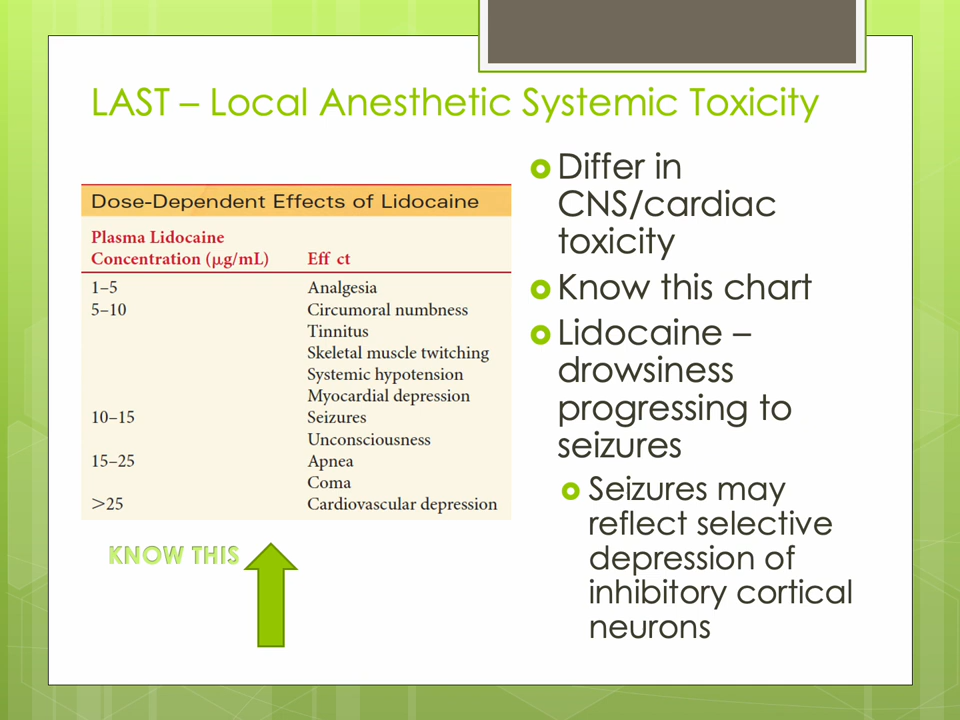 LAST – Local Anesthetic Systemic Toxicity
Dose-Dependent Effects of Lidocaine
Plasma Lidocaine
Concentration (μg/mL) Eff ct
1–5 Analgesia
5–10 Circumoral numbness
Tinnitus
Skeletal muscle twitching
Systemic hypotension
Myocardial depression
10–15 Seizures
Unconsciousness
15–25 Apnea
Coma
>25 Cardiovascular depression
KNOW THIS
Differ in
CNS/cardiac
toxicity
Know this chart
Lidocaine –
drowsiness
progressing to
seizures
Seizures may
reflect selective
depression of
inhibitory cortical
neurons